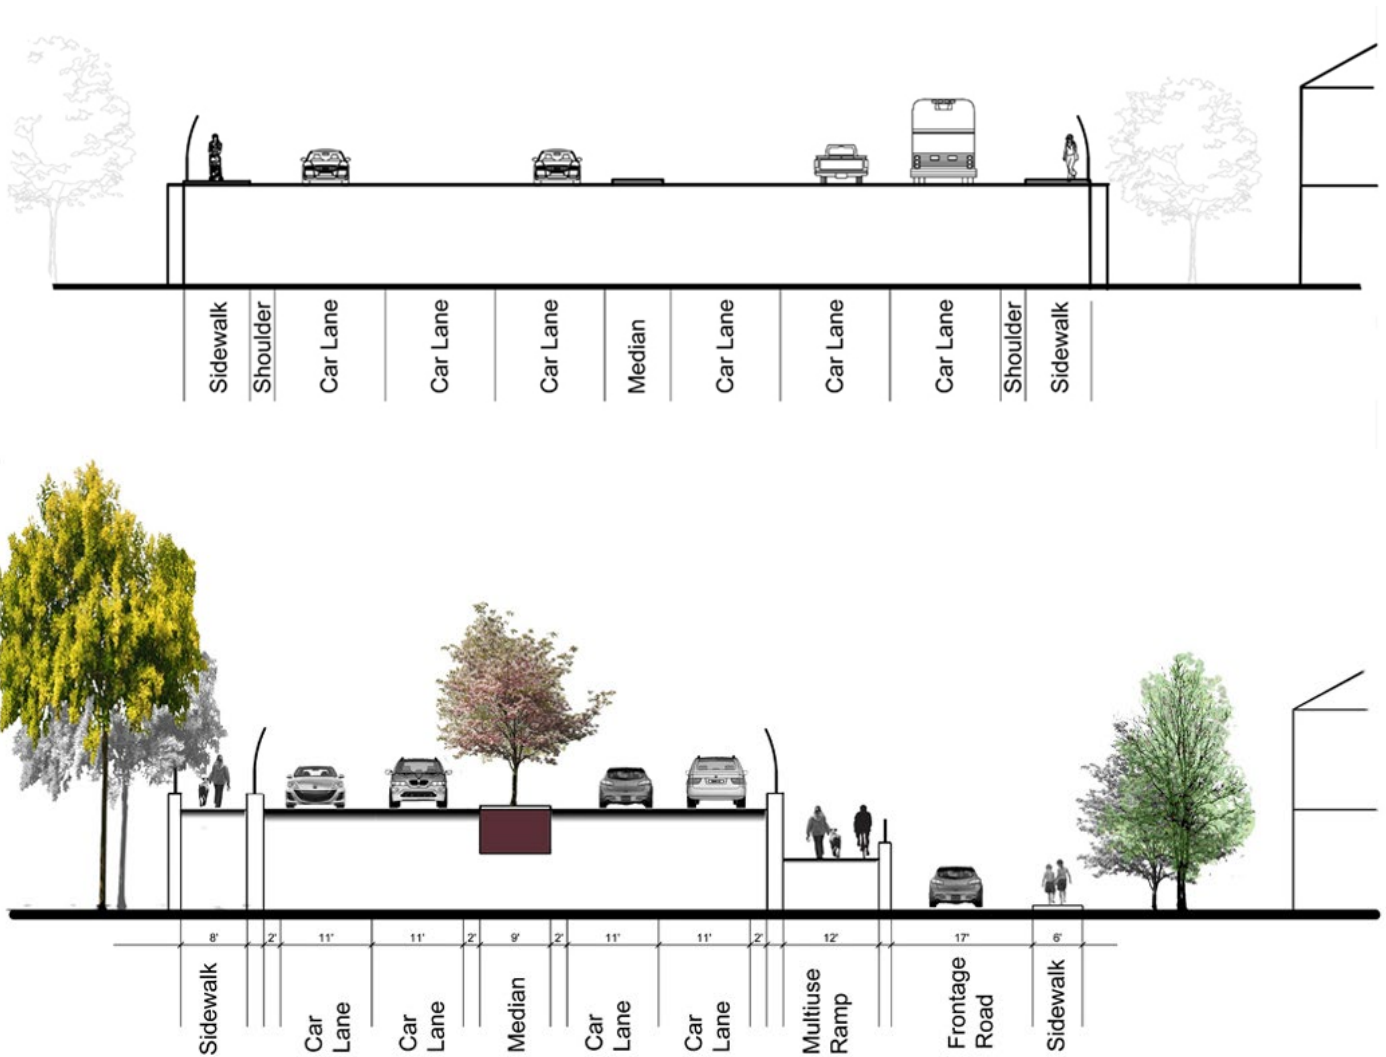 Sidewalk
Shoulder
Car Lane
Car Lane
Car Lane
Median
Car Lane
Car Lane
Car Lane
Shoulder
Sidewalk
8'
2'
11'
11'
2'
9'
2'
11'
11'
2'
12'
17'
6'
Sidewalk
Car
Lane
Car
Lane
Median
Car
Lane
Car
Lane
Multiuse
Ramp
Frontage
Road
Sidewalk